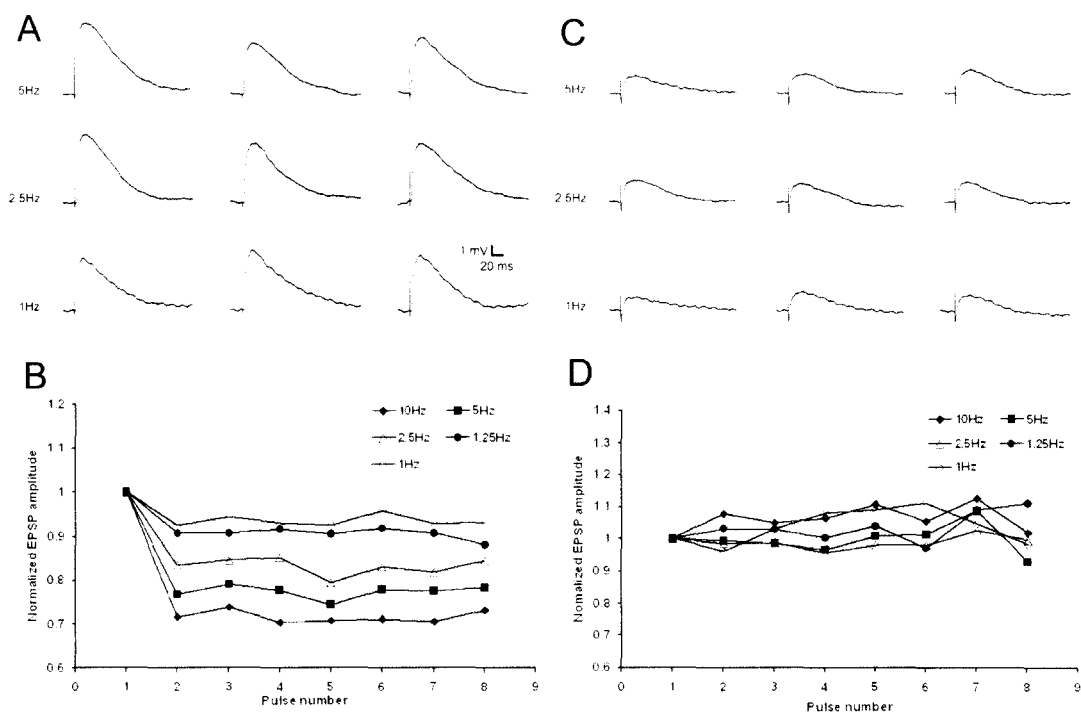 A
5Hz
2.5Hz
1Hz
1 mV
20 ms
C
5Hz
2.5Hz
1Hz
B
Normalized EPSP amplitude
1.2
1.1
1
0.9
0.8
0.7
0.6
10Hz
5Hz
2.5Hz
1.25Hz
1Hz
0 1 2 3 4 5 6 7 8 9
Pulse number
D
Nomalized EPSP amplitude
1.4
1.3
1.2
1.1
1
0.9
0.8
0.7
0.6
10Hz
5Hz
2.5Hz
1.25Hz
1Hz
0 1 2 3 4 5 6 7 8 9
Pulse number